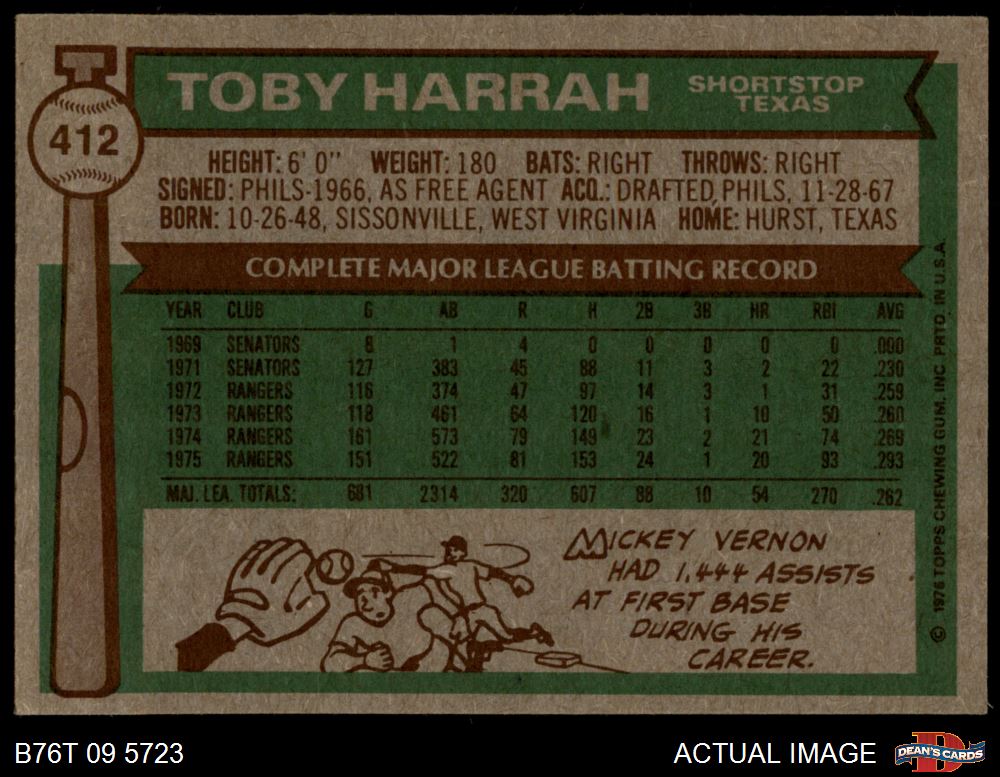 412
TOBY HARRAH
SHORTSTOP
TEXAS
HEIGHT: 6' 0" WEIGHT: 180 BATS: RIGHT THROWS: RIGHT
SIGNED: PHILS-1966, AS FREE AGENT ACQ.: DRAFTED, PHILS, 11-28-67
BORN: 10-26-48, SISSONVILLE, WEST VIRGINIA HOME: HURST, TEXAS
COMPLETE MAJOR LEAGUE BATTING RECORD
YEAR CLUB G AB R H 2B 3B HR RBI AVG
1969 SENATORS 8 1 4 0 0 0 0 0 .000
1971 SENATORS 127 383 45 88 11 3 2 22 .230
1972 RANGERS 116 374 47 97 14 3 1 31 .259
1973 RANGERS 118 461 64 120 16 1 10 50 .260
1974 RANGERS 161 573 79 149 23 2 21 74 .269
1975 RANGERS 151 522 81 153 24 1 20 93 .293
MAJ. LEA. TOTALS: 681 2314 320 607 88 10 54 270 .262
MICKEY VERNON
HAD 1,444 ASSISTS
AT FIRST BASE
DURING HIS
CAREER.
© 1976 TOPPS CHEWING GUM, INC. PRTD. IN U.S.A.
B76T 09 5723
ACTUAL IMAGE
DEAN'S CARDS